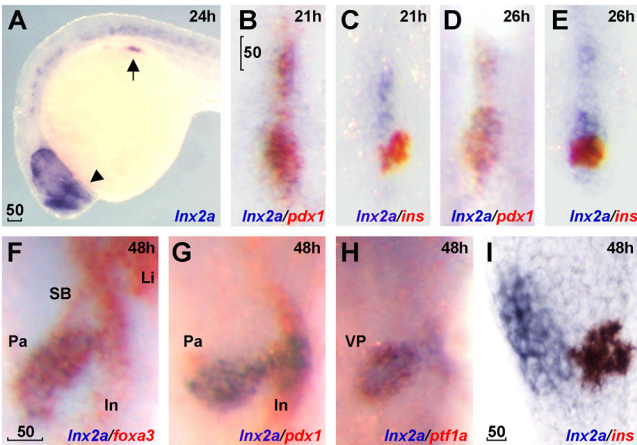 A 24h
50
lnx2a
B 21h
50
lnx2a/pdx1
C 21h
lnx2a/ins
D 26h
lnx2a/pdx1
E 26h
lnx2a/ins
F 48h
SB Li
Pa
In
50
lnx2a/foxa3
G 48h
Pa
In
lnx2a/pdx1
H 48h
VP
lnx2a/ptf1a
I 48h
50
lnx2a/ins